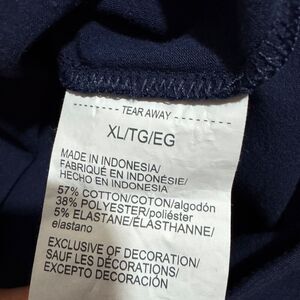 TEAR AWAY
XL/TG/EG
MADE IN INDONESIA/
FABRIQUÉ EN INDONÉSIE/
HECHO EN INDONESIA
57% COTTON/COTON/algodón
38% POLYESTER/poliéster
5% ELASTANE/ÉLASTHANNE/
elastano
EXCLUSIVE OF DECORATION/
SAUF LES DÉCORATIONS/
EXCEPTO DECORACIÓN